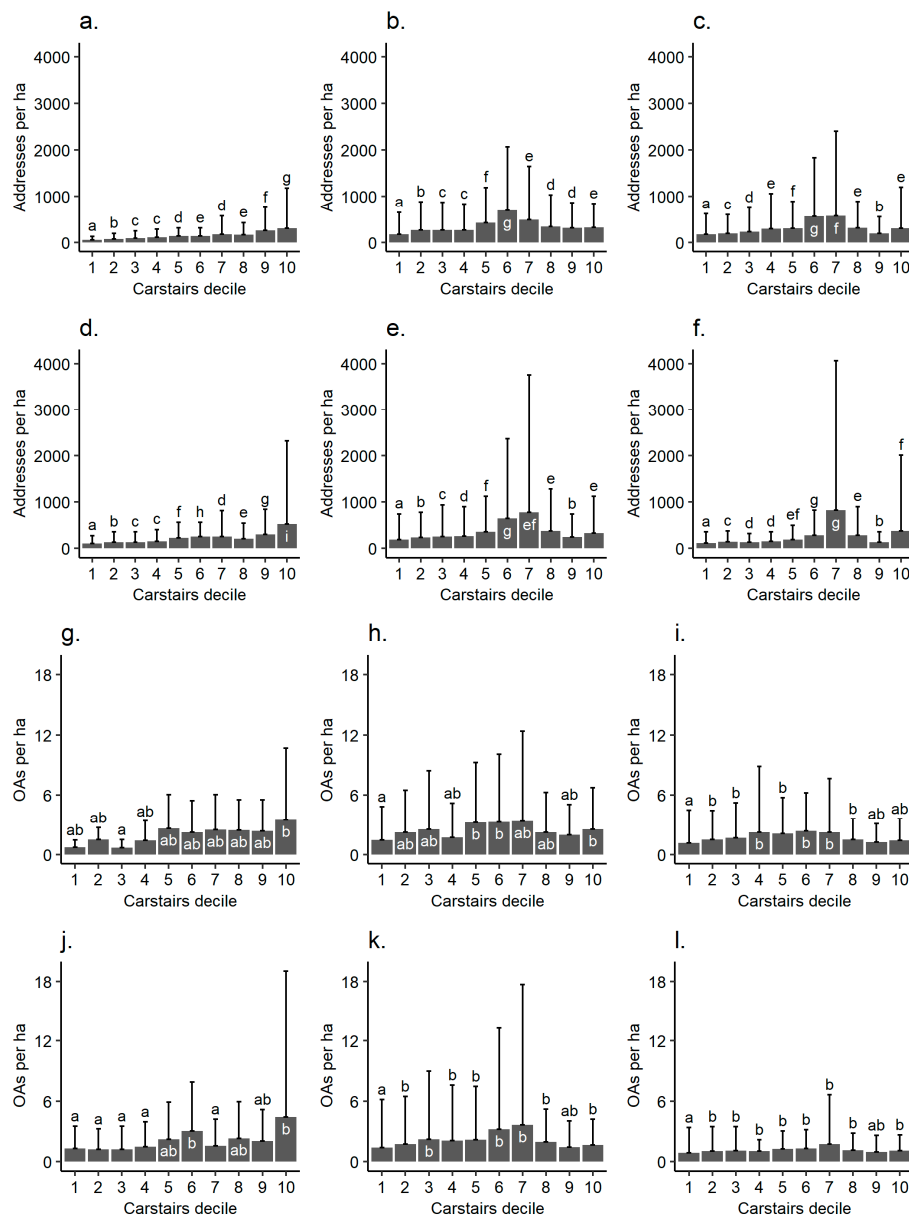 a.
Addresses per ha
4000
3000
2000
1000
0
a b c c d e d e f g
1 2 3 4 5 6 7 8 9 10
Carstairs decile
b.
Addresses per ha
4000
3000
2000
1000
0
a b c d f g e d d e
1 2 3 4 5 6 7 8 9 10
Carstairs decile
c.
Addresses per ha
4000
3000
2000
1000
0
a c d e f g f e b e
1 2 3 4 5 6 7 8 9 10
Carstairs decile
d.
Addresses per ha
4000
3000
2000
1000
0
a b c c f h d e g i
1 2 3 4 5 6 7 8 9 10
Carstairs decile
e.
Addresses per ha
4000
3000
2000
1000
0
a b c d f g ef e b e
1 2 3 4 5 6 7 8 9 10
Carstairs decile
f.
Addresses per ha
4000
3000
2000
1000
0
a c d d ef g g e b f
1 2 3 4 5 6 7 8 9 10
Carstairs decile
g.
OAs per ha
18
12
6
0
ab ab a ab ab ab ab ab ab b
1 2 3 4 5 6 7 8 9 10
Carstairs decile
h.
OAs per ha
18
12
6
0
a ab ab ab b b b ab ab b
1 2 3 4 5 6 7 8 9 10
Carstairs decile
i.
OAs per ha
18
12
6
0
a b b b b b b b ab ab
1 2 3 4 5 6 7 8 9 10
Carstairs decile
j.
OAs per ha
18
12
6
0
a a a a ab b a ab ab b
1 2 3 4 5 6 7 8 9 10
Carstairs decile
k.
OAs per ha
18
12
6
0
a b b b b b b b ab b
1 2 3 4 5 6 7 8 9 10
Carstairs decile
l.
OAs per ha
18
12
6
0
a b b b b b b b ab b
1 2 3 4 5 6 7 8 9 10
Carstairs decile